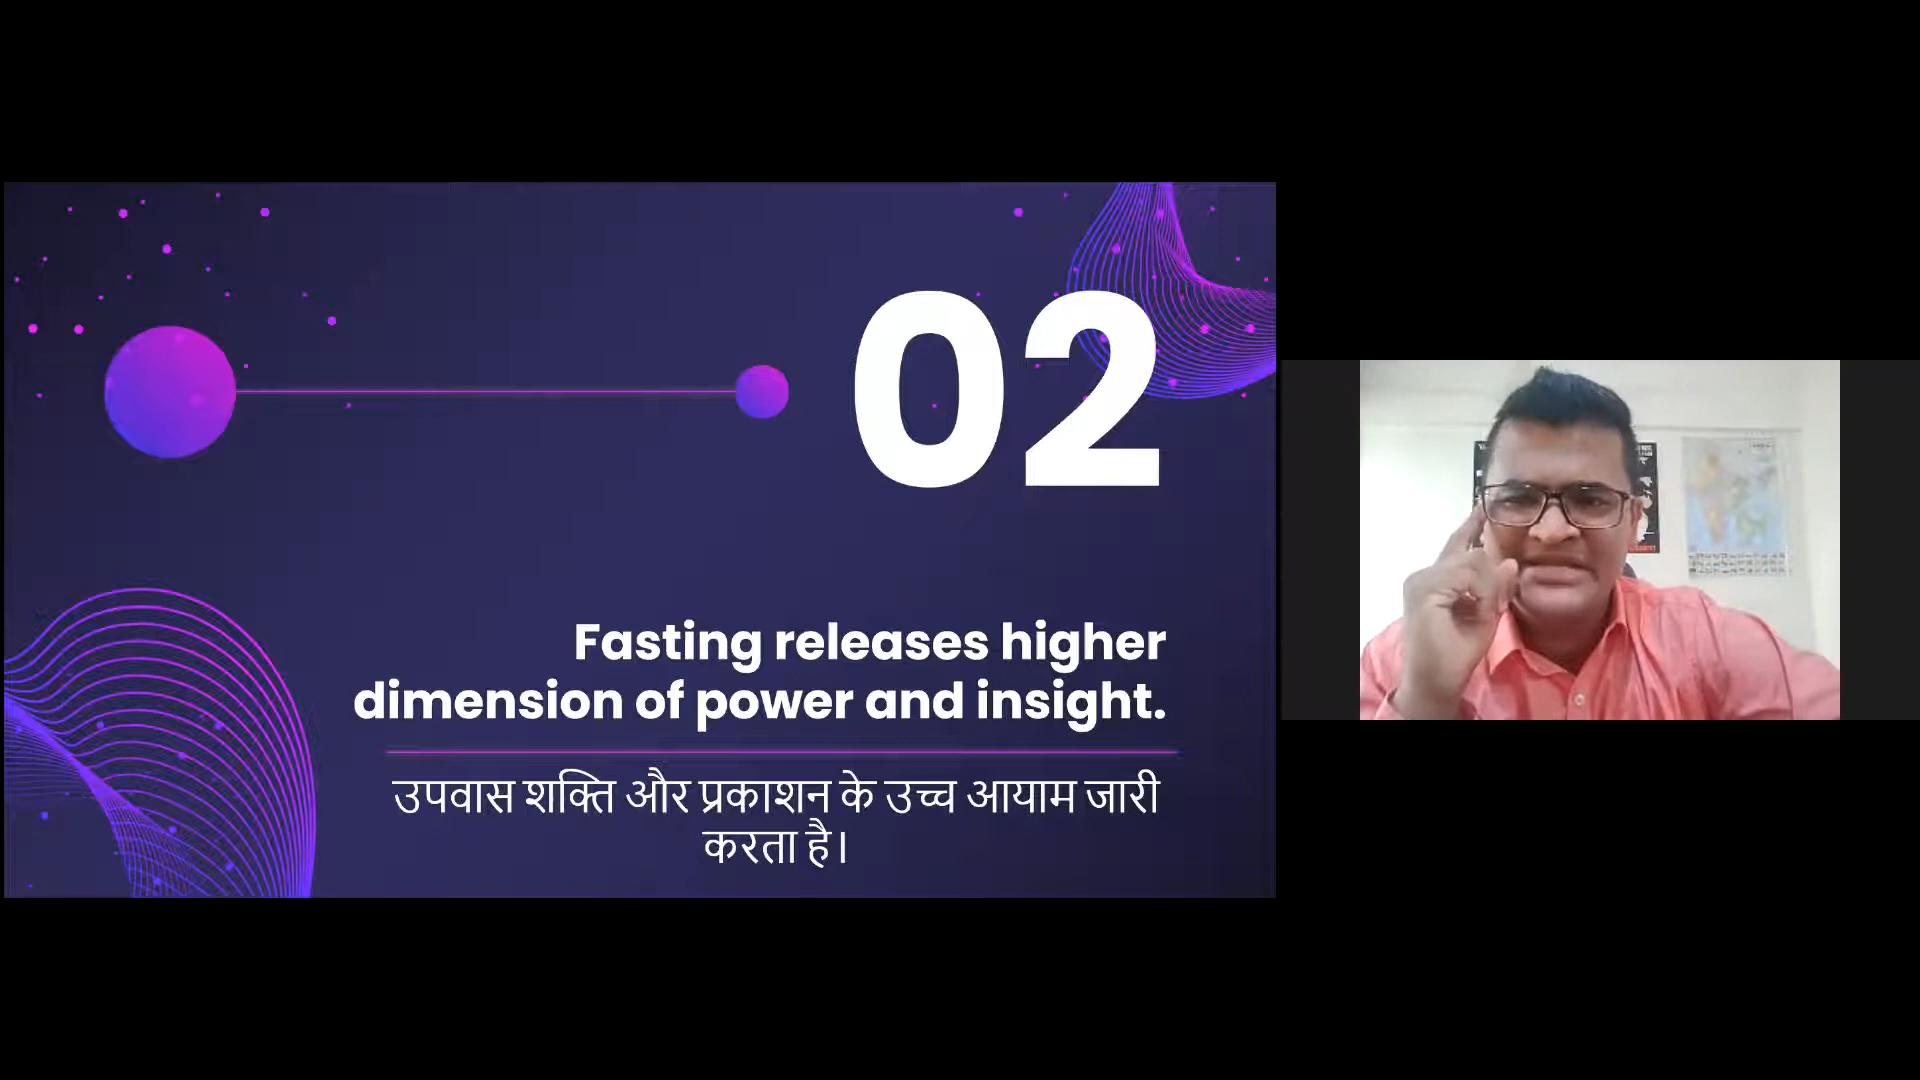 02
Fasting releases higher
dimension of power and insight.
उपवास शक्ति और प्रकाशन के उच्च आयाम जारी
करता है।